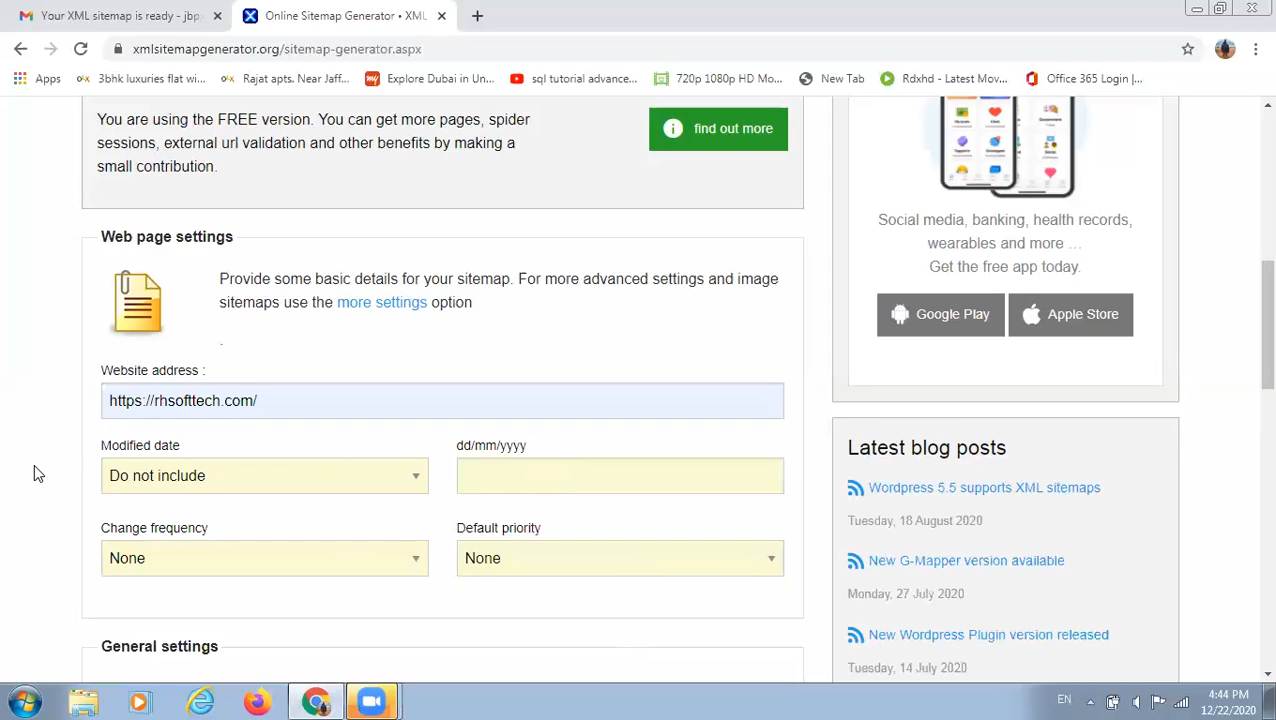 Your XML sitemap is ready - jbp
Online Sitemap Generator • XML
xmlsitemapgenerator.org/sitemap-generator.aspx
Apps
3bhk luxuries flat wi...
Rajat apts. Near Jaff...
Explore Dubai in Un...
sql tutorial advance...
720p 1080p HD Mo...
New Tab
Rdxhd - Latest Mov...
Office 365 Login |...
You are using the FREE version. You can get more pages, spider
sessions, external url validation and other benefits by making a
small contribution.
find out more
Web page settings
Provide some basic details for your sitemap. For more advanced settings and image
sitemaps use the more settings option
.
Website address :
https://rhsofttech.com/
Modified date
dd/mm/yyyy
Do not include
Change frequency
Default priority
None
None
General settings
Social media, banking, health records,
wearables and more ...
Get the free app today.
Google Play
Apple Store
Latest blog posts
Wordpress 5.5 supports XML sitemaps
Tuesday, 18 August 2020
New G-Mapper version available
Monday, 27 July 2020
New Wordpress Plugin version released
Tuesday, 14 July 2020
EN
4:44 PM
12/22/2020